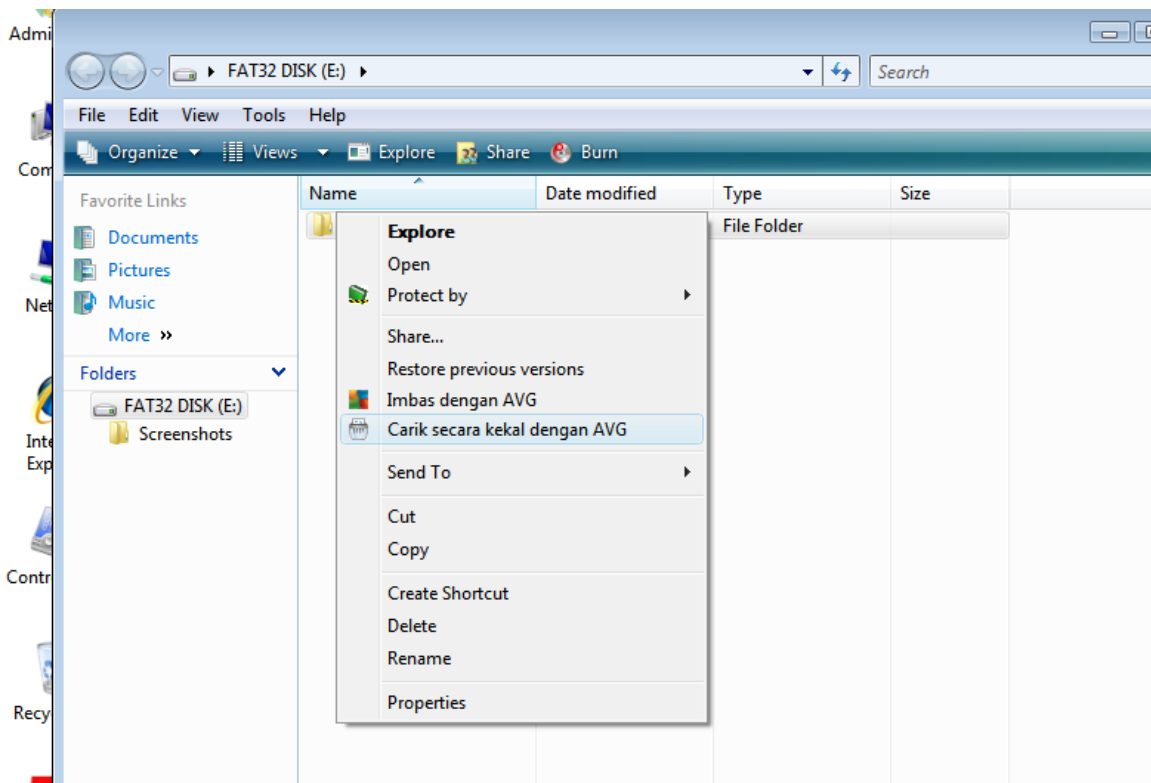 Admi
FAT32 DISK (E:)
Search
File Edit View Tools Help
Organize Views Explore Share Burn
Com
Favorite Links
Name Date modified Type Size
Documents
File Folder
Pictures
Music
More »
Net
Folders
FAT32 DISK (E:)
Screenshots
Inte
Exp
Contr
Recy
Explore
Open
Protect by
Share...
Restore previous versions
Imbas dengan AVG
Carik secara kekal dengan AVG
Send To
Cut
Copy
Create Shortcut
Delete
Rename
Properties